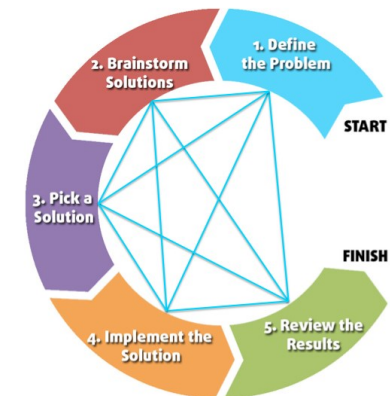 1. Define
the Problem
START
2. Brainstorm
Solutions
3. Pick a
Solution
4. Implement the
Solution
5. Review the
Results
FINISH